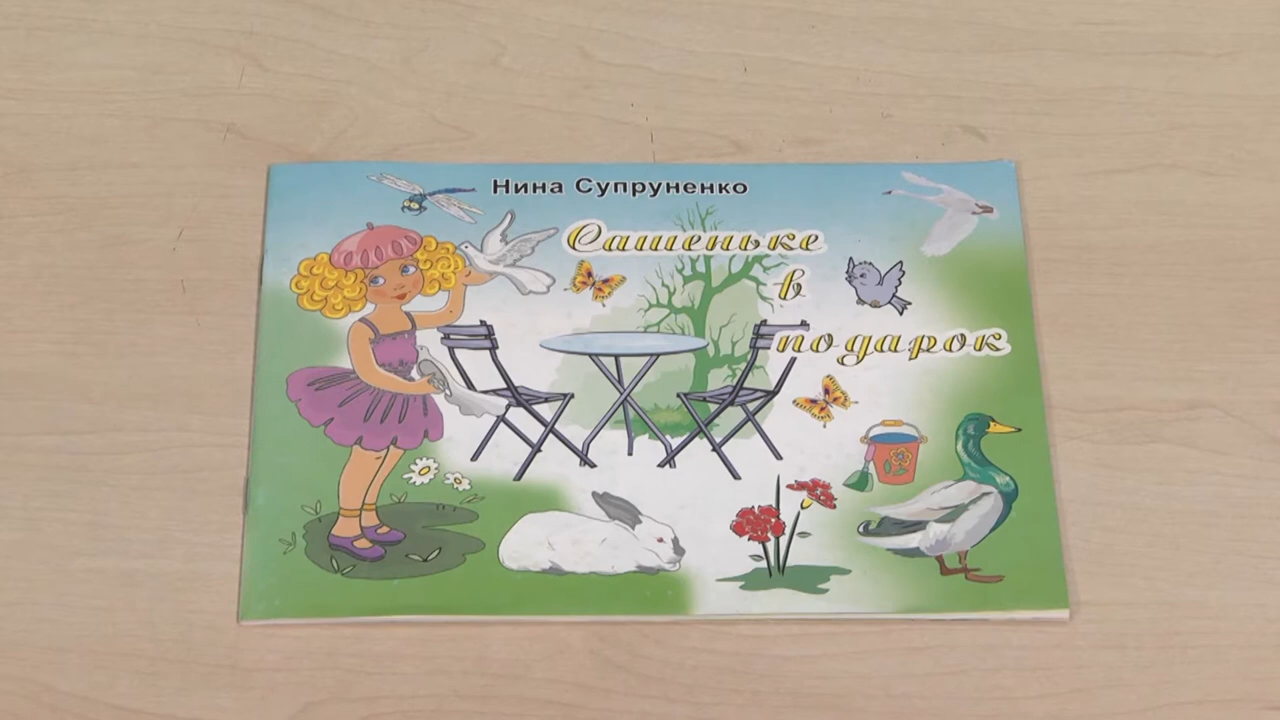 Нина Супруненко
Сашеньке
в
подарок